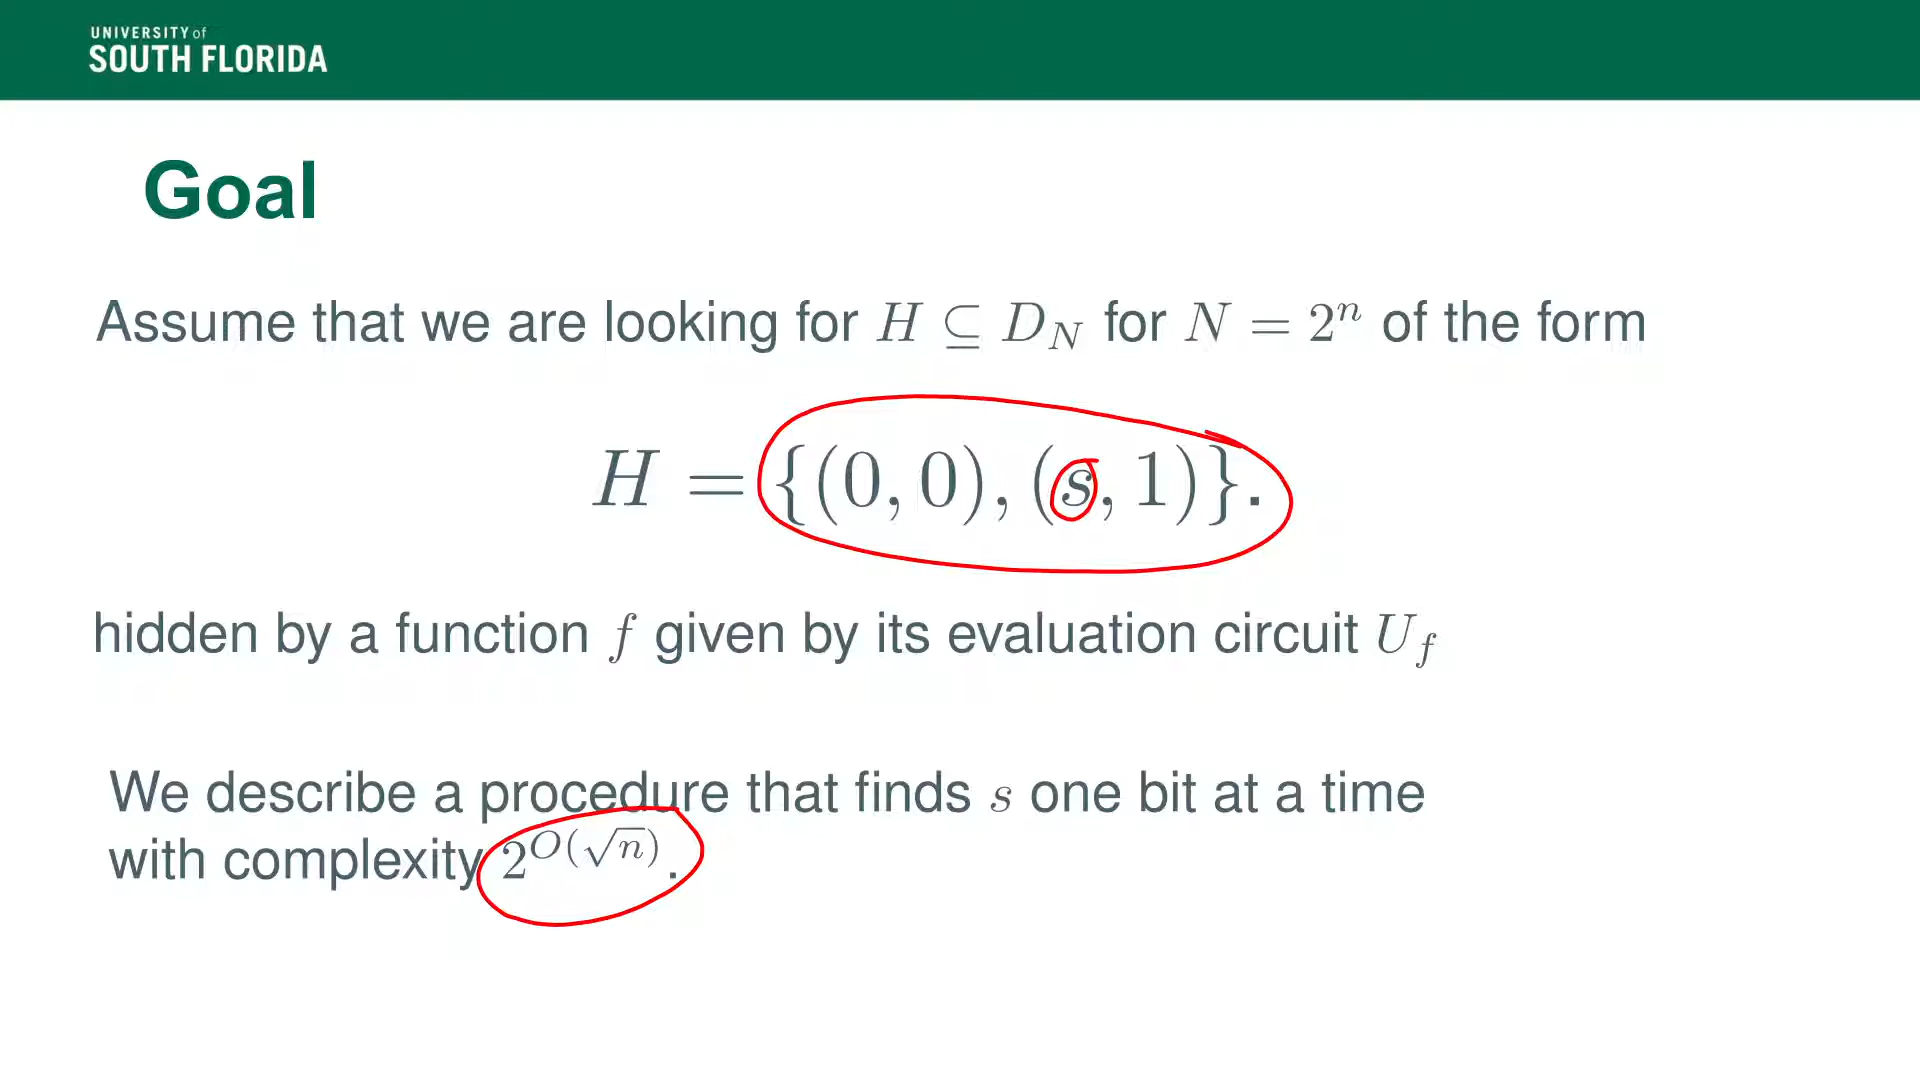 UNIVERSITY of
SOUTH FLORIDA
Goal
Assume that we are looking for $H \subseteq D_N$ for $N = 2^n$ of the form
$H = \{(0,0),(s,1)\}.$
hidden by a function $f$ given by its evaluation circuit $U_f$
We describe a procedure that finds $s$ one bit at a time
with complexity $2^{O(\sqrt{n})}$.